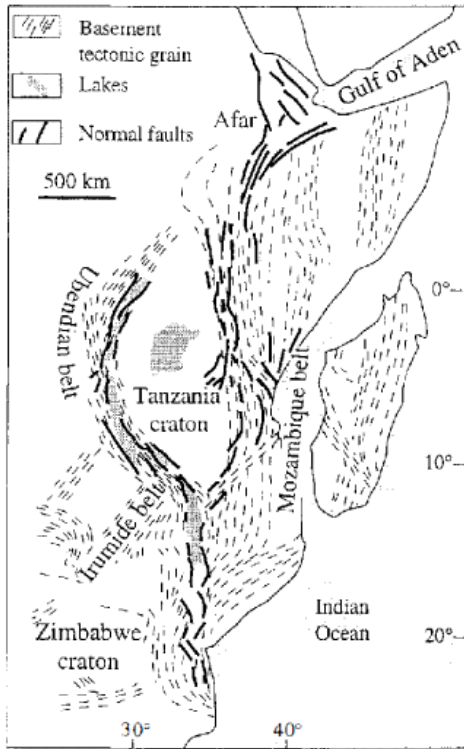 Basement
tectonic grain
Lakes
Normal faults
500 km
Afar
Gulf of Aden
Ubendian belt
0°
Tanzania
craton
Mozambique belt
10°
Irumide belt
Zimbabwe
craton
Indian
Ocean
20°
30°
40°